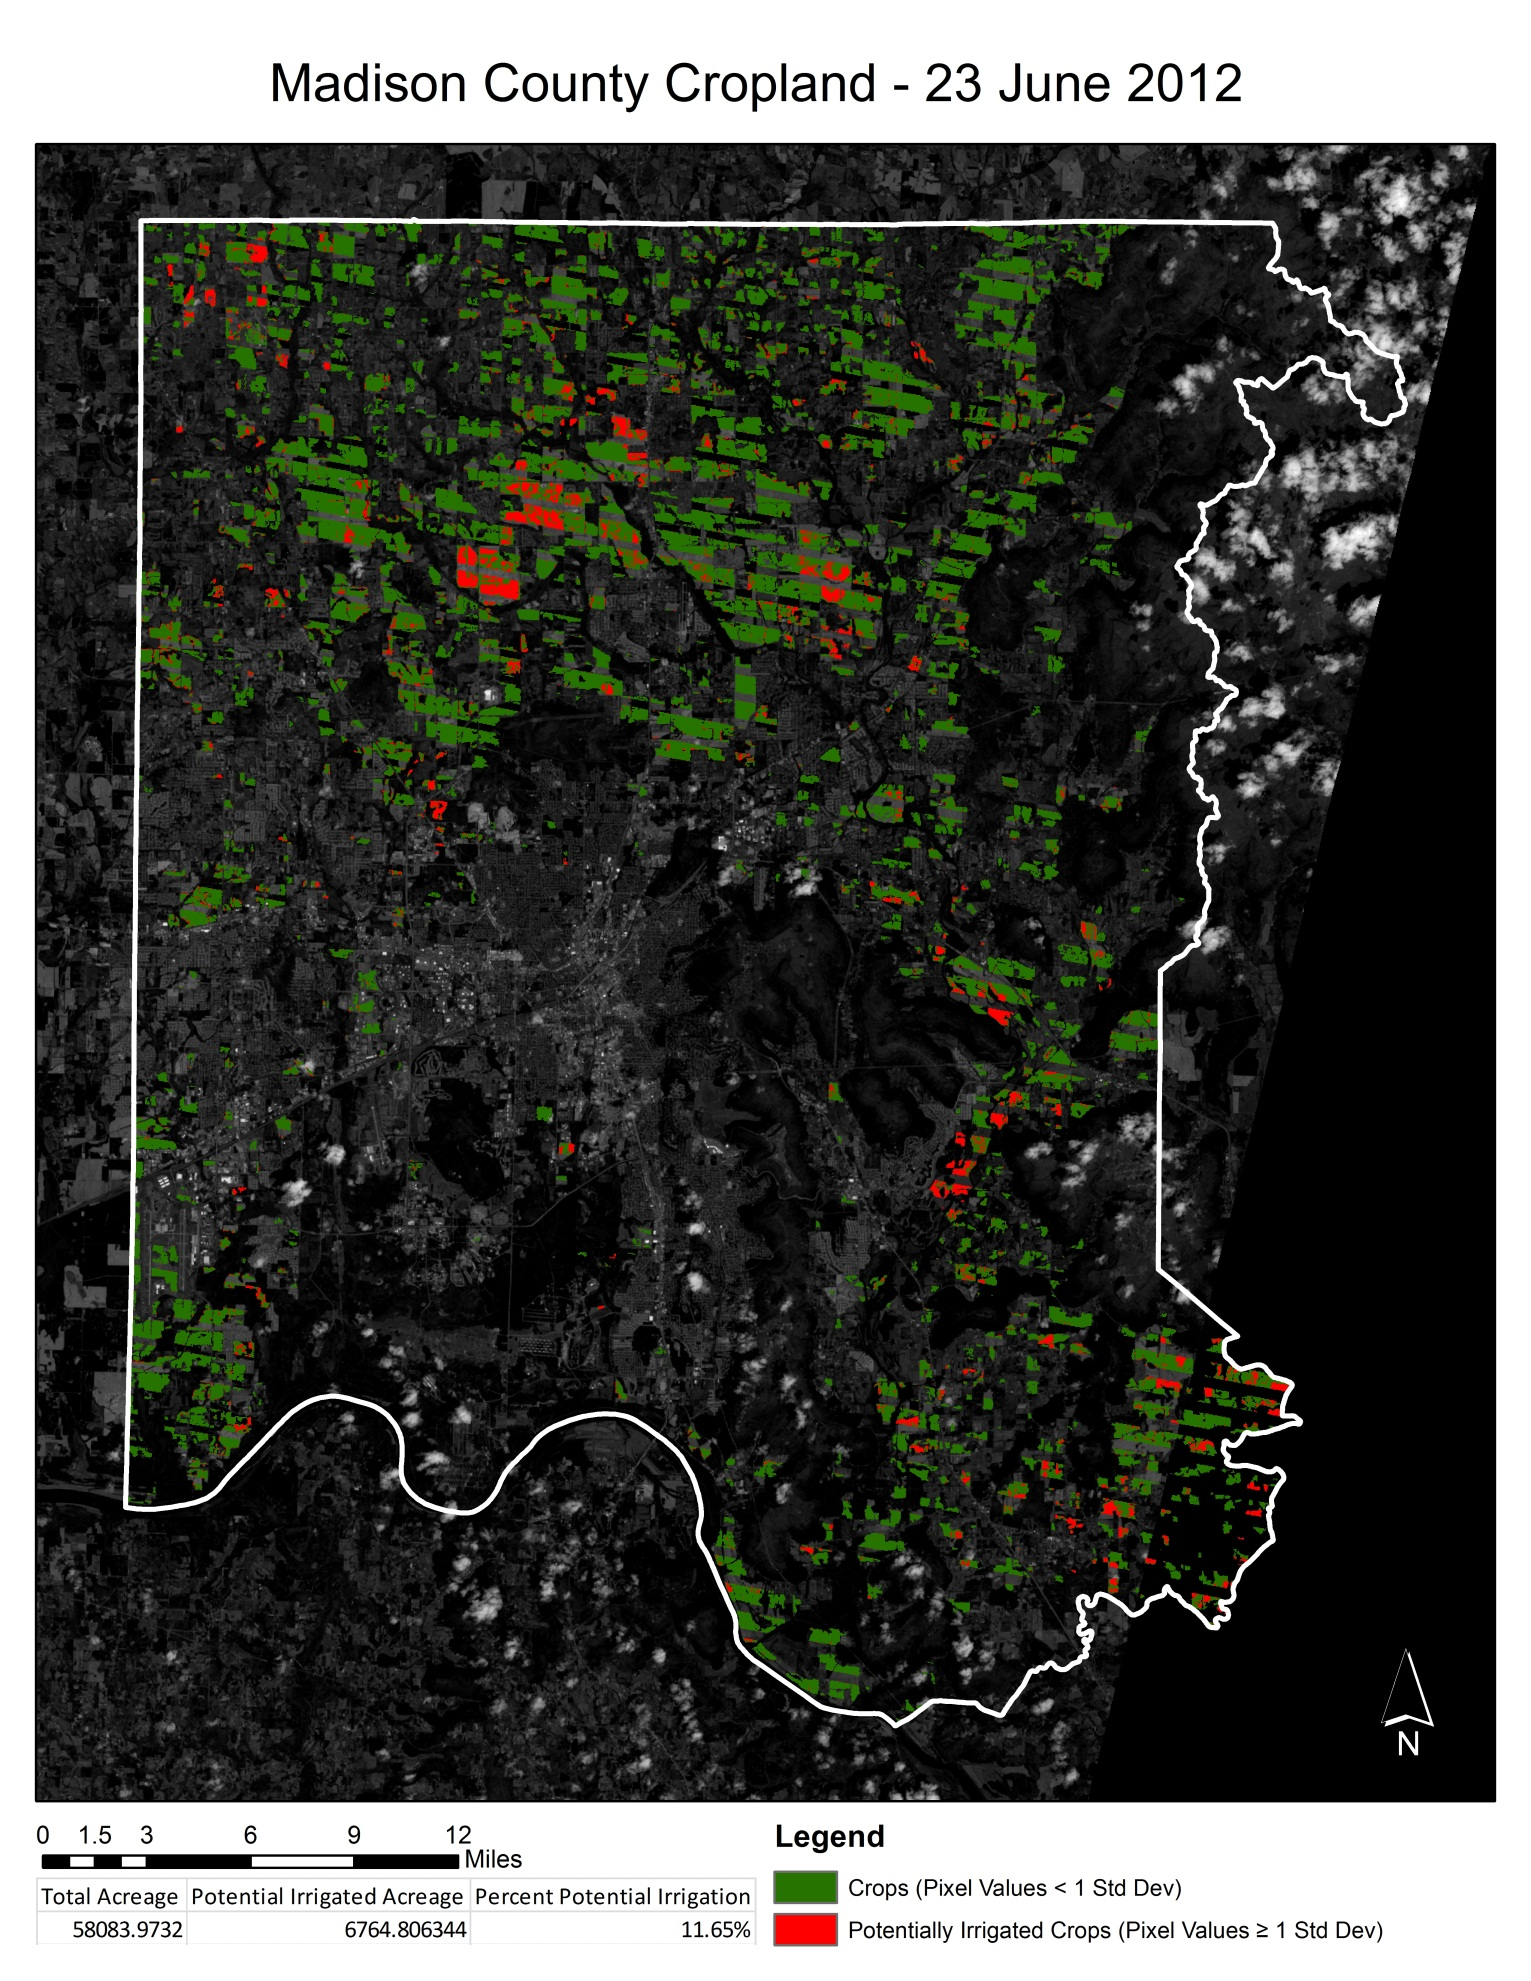 Madison County Cropland - 23 June 2012
N
0 1.5 3 6 9 12
Miles
Legend
Total Acreage Potential Irrigated Acreage Percent Potential Irrigation
58083.9732 6764.806344 11.65%
Crops (Pixel Values < 1 Std Dev)
Potentially Irrigated Crops (Pixel Values ≥ 1 Std Dev)